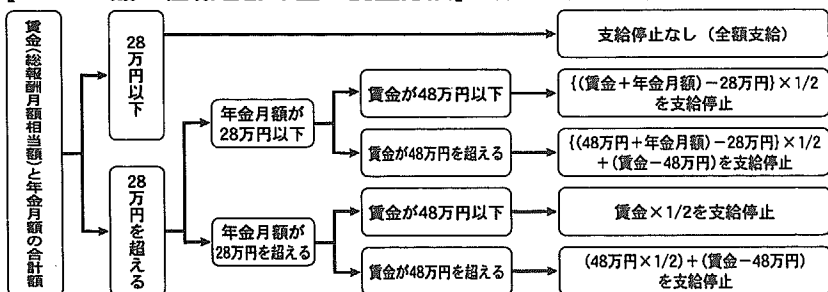 賃金(総報酬月額相当額)と年金月額の合計額
28万円以下
28万円を超える
年金月額が
28万円以下
年金月額が
28万円を超える
賃金が48万円以下
賃金が48万円を超える
賃金が48万円以下
賃金が48万円を超える
支給停止なし（全額支給）
{(賃金＋年金月額)－28万円}×1/2
を支給停止
{(48万円＋年金月額)－28万円}×1/2
＋(賃金－48万円)を支給停止
賃金×1/2を支給停止
(48万円×1/2)＋(賃金－48万円)
を支給停止